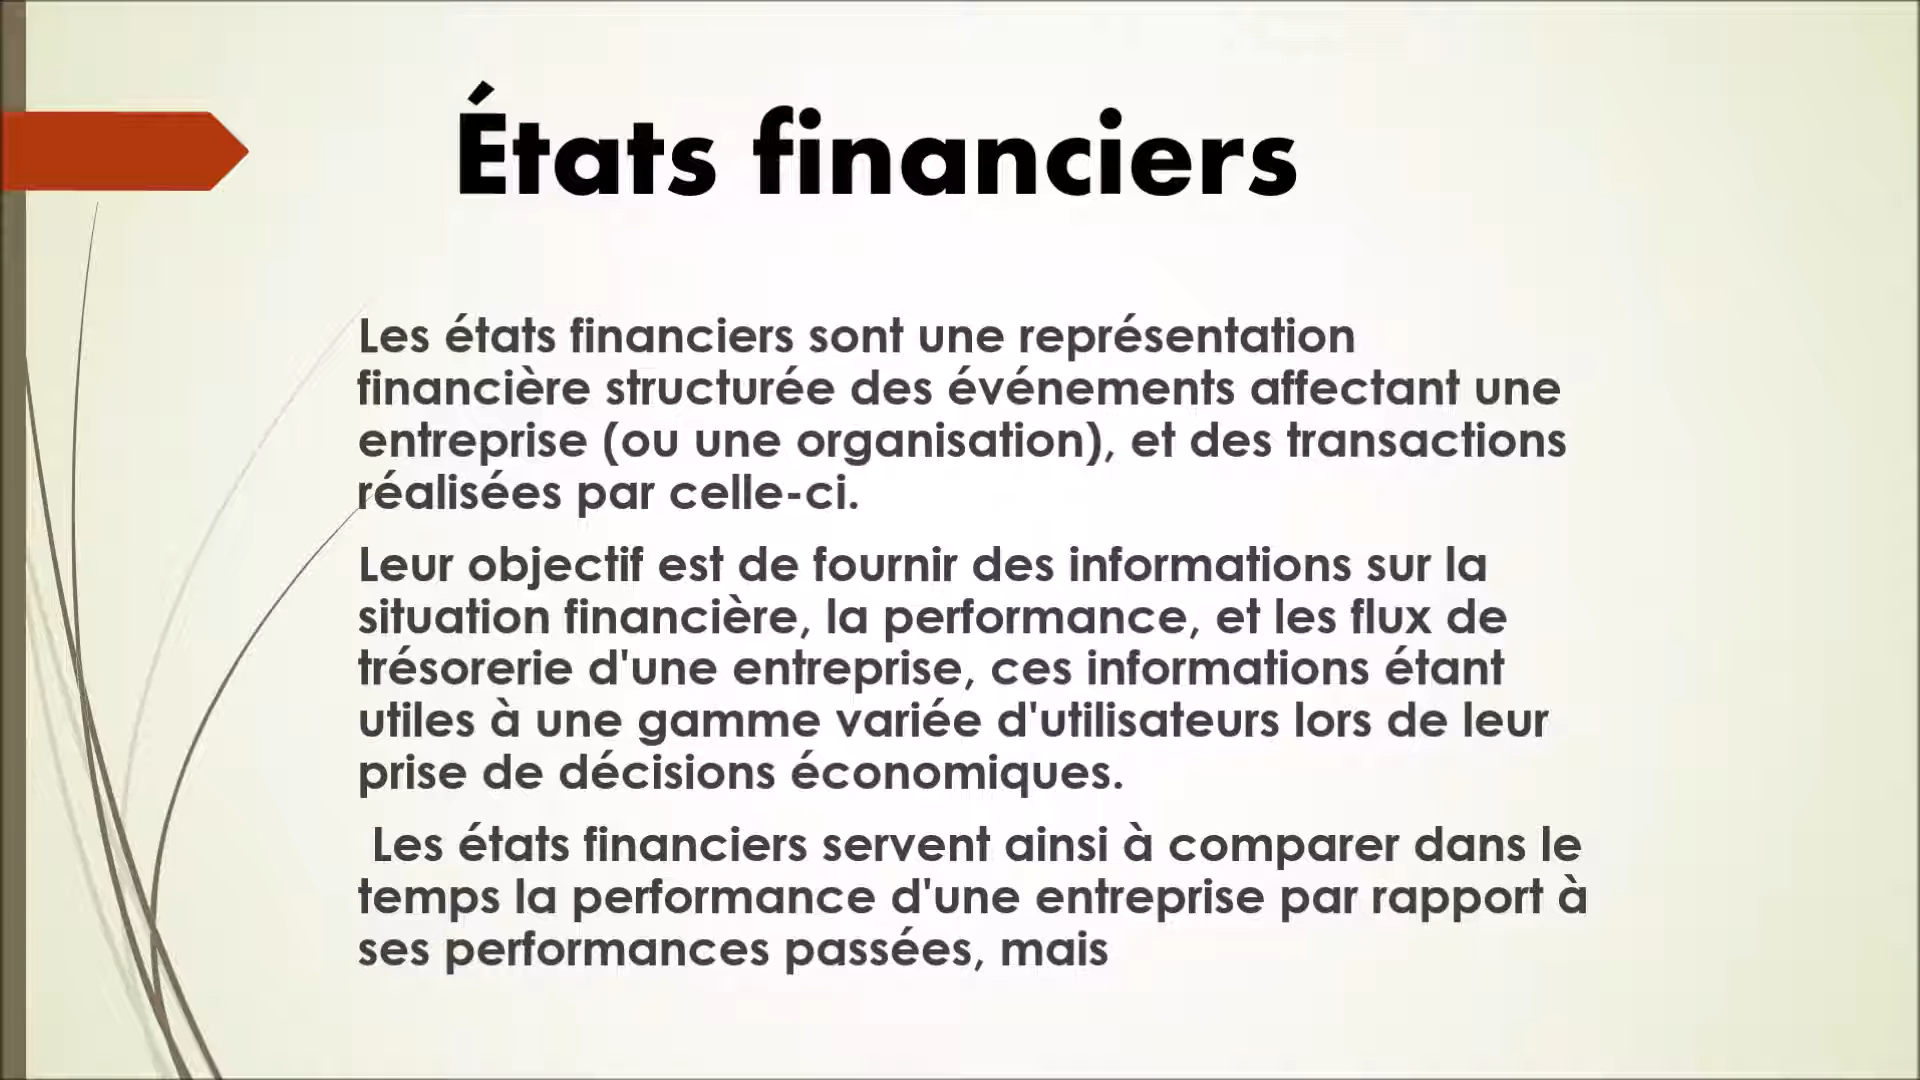 États financiers
Les états financiers sont une représentation
financière structurée des événements affectant une
entreprise (ou une organisation), et des transactions
réalisées par celle-ci.
Leur objectif est de fournir des informations sur la
situation financière, la performance, et les flux de
trésorerie d'une entreprise, ces informations étant
utiles à une gamme variée d'utilisateurs lors de leur
prise de décisions économiques.
Les états financiers servent ainsi à comparer dans le
temps la performance d'une entreprise par rapport à
ses performances passées, mais